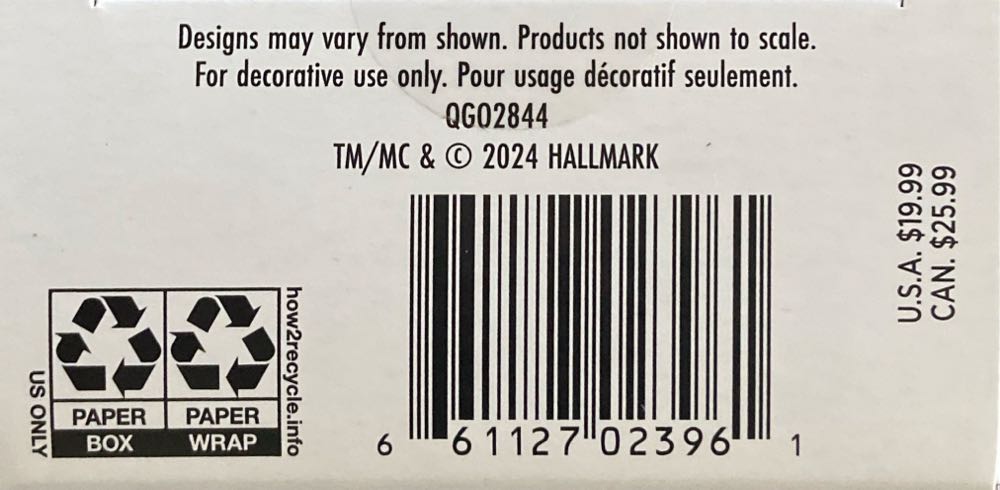 Designs may vary from shown. Products not shown to scale.
For decorative use only. Pour usage décoratif seulement.
QGO2844
TM/MC & © 2024 HALLMARK
U.S.A. $19.99
CAN. $25.99
US ONLY
PAPER
BOX
PAPER
WRAP
how2recycle.info
6 61127 02396 1